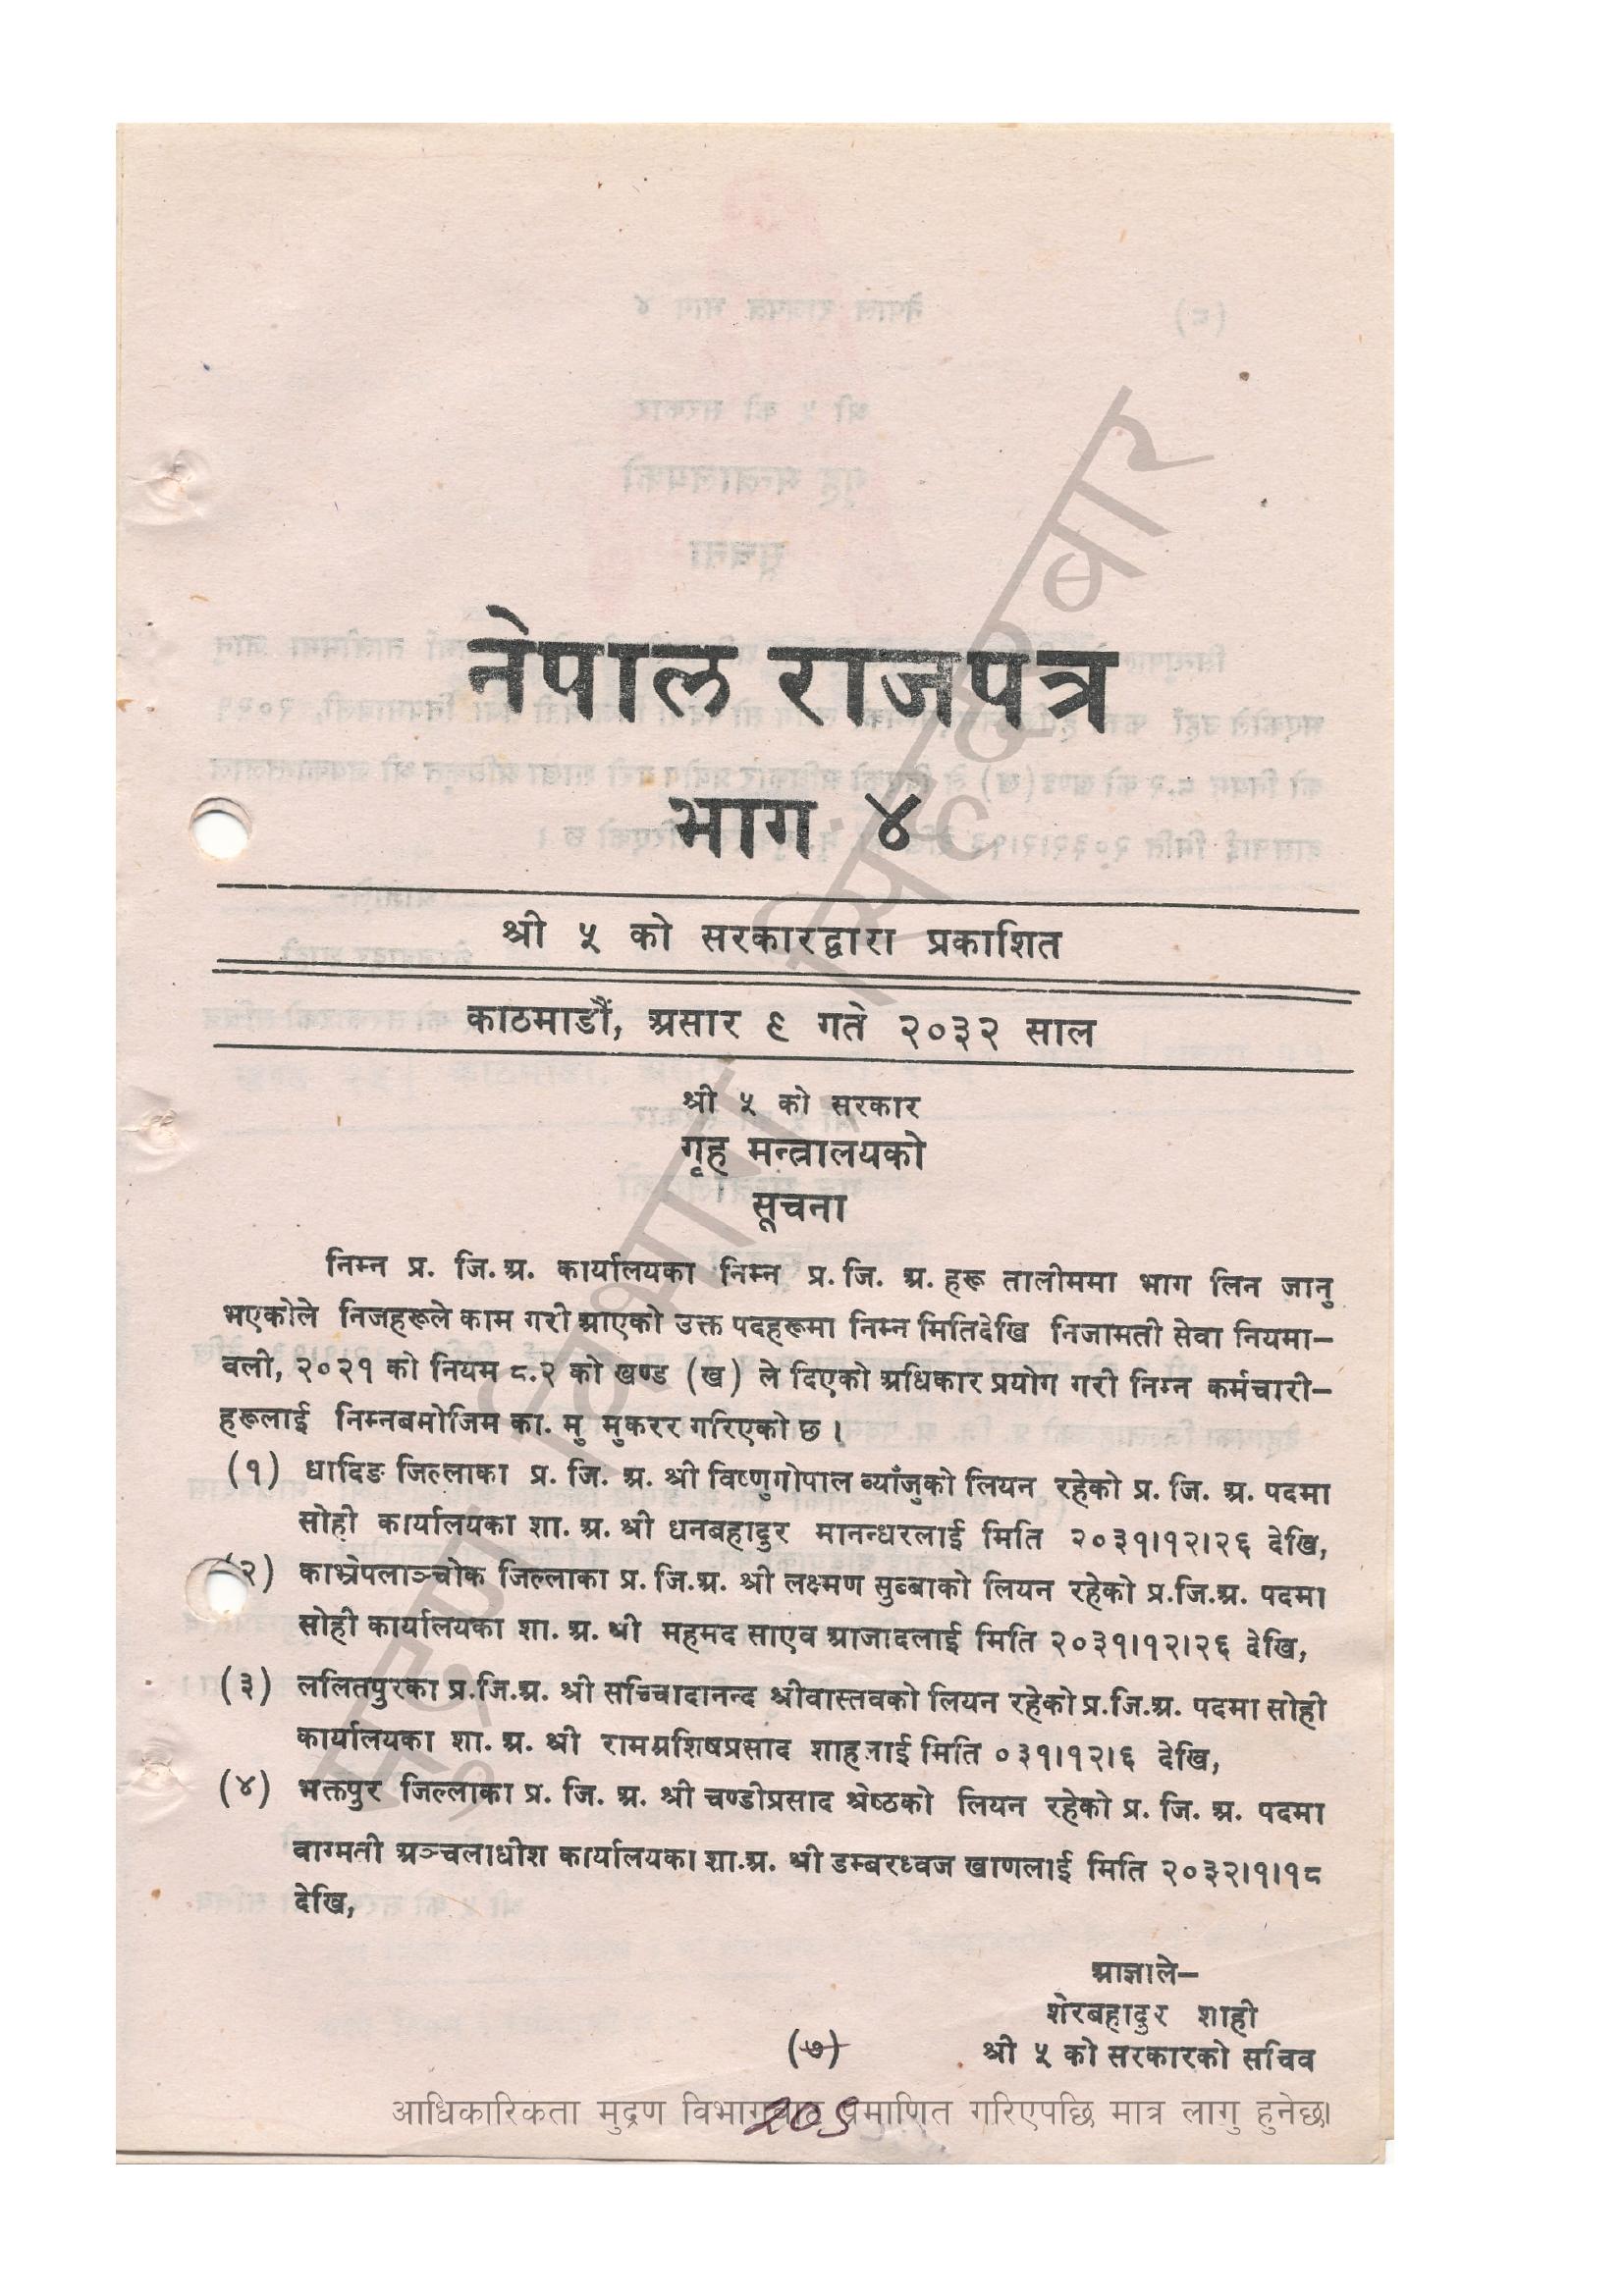 नेपाल राजपत्र
भाग ४
श्री ५ को सरकारद्वारा प्रकाशित
काठमाडौं, असार ९ गते २०३२ साल
श्री ५ को सरकार
गृह मन्त्रालयको
सूचना
निम्न प्र. जि. अ. कार्यालयका निम्न प्र. जि. अ. हरू तालीममा भाग लिन जानु
भएकोले निजहरूले काम गरी आएको उक्त पदहरूमा निम्न मितिदेखि निजामती सेवा नियमा–
वली, २०२१ को नियम ८.२ को खण्ड (ख) ले दिएको अधिकार प्रयोग गरी निम्न कर्मचारी–
हरूलाई निम्नबमोजिम का. मु मुकरर गरिएको छ ।
(१) धादिङ जिल्लाका प्र. जि. अ. श्री विष्णुगोपाल ब्याँजुको लियन रहेको प्र. जि. अ. पदमा
सोही कार्यालयका शा. अ. श्री धनबहादुर मानन्धरलाई मिति २०३१।१२।२६ देखि,
(२) काभ्रेपलाञ्चोक जिल्लाका प्र. जि.अ. श्री लक्ष्मण सुब्बाको लियन रहेको प्र.जि.अ. पदमा
सोही कार्यालयका शा. अ. श्री महमद साएव आजादलाई मिति २०३१।१२।२६ देखि,
(३) ललितपुरका प्र.जि.अ. श्री सच्चिादानन्द श्रीवास्तवको लियन रहेको प्र.जि.अ. पदमा सोही
कार्यालयका शा. अ. श्री रामअशिषप्रसाद शाहलाई मिति ०३१।१२।६ देखि,
(४) भक्तपुर जिल्लाका प्र. जि. अ. श्री चण्डीप्रसाद श्रेष्ठको लियन रहेको प्र. जि. अ. पदमा
वाग्मती अञ्चलाधीश कार्यालयका शा.अ. श्री डम्बरध्वज खाणलाई मिति २०३२।१।१८
देखि,
आज्ञाले–
शेरबहादुर शाही
श्री ५ को सरकारको सचिव
(७)
आधिकारिकता मुद्रण विभागबाट प्रमाणित गरिएपछि मात्र लागु हुनेछ।
मुद्रण विभाग, सिंहदरबार